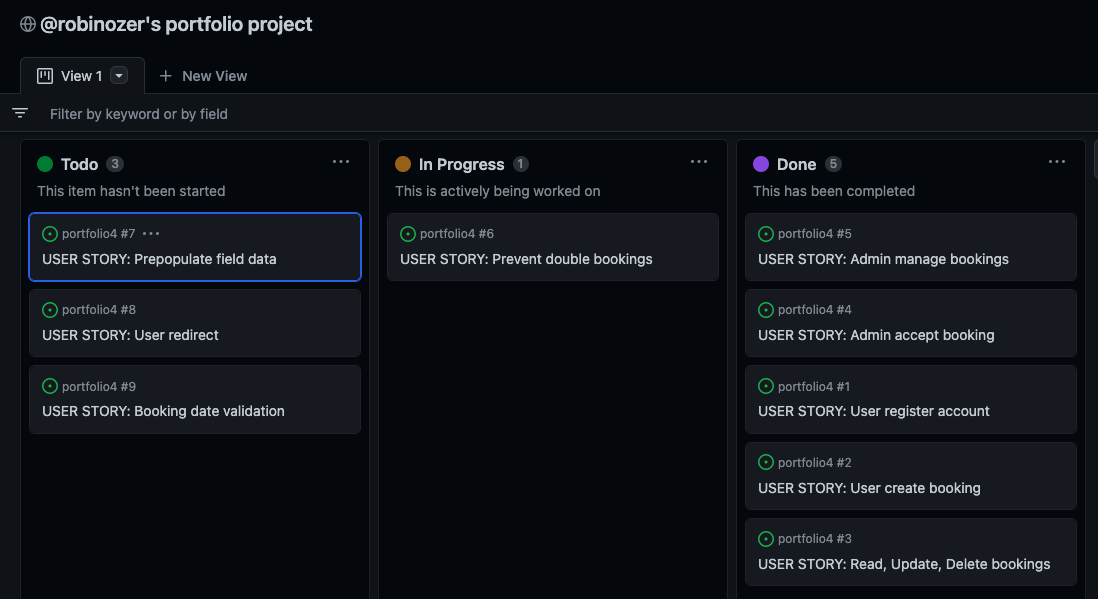 @robinozer's portfolio project
View 1
New View
Filter by keyword or by field
Todo 3
This item hasn't been started
portfolio4 #7
USER STORY: Prepopulate field data
portfolio4 #8
USER STORY: User redirect
portfolio4 #9
USER STORY: Booking date validation
In Progress 1
This is actively being worked on
portfolio4 #6
USER STORY: Prevent double bookings
Done 5
This has been completed
portfolio4 #5
USER STORY: Admin manage bookings
portfolio4 #4
USER STORY: Admin accept booking
portfolio4 #1
USER STORY: User register account
portfolio4 #2
USER STORY: User create booking
portfolio4 #3
USER STORY: Read, Update, Delete bookings